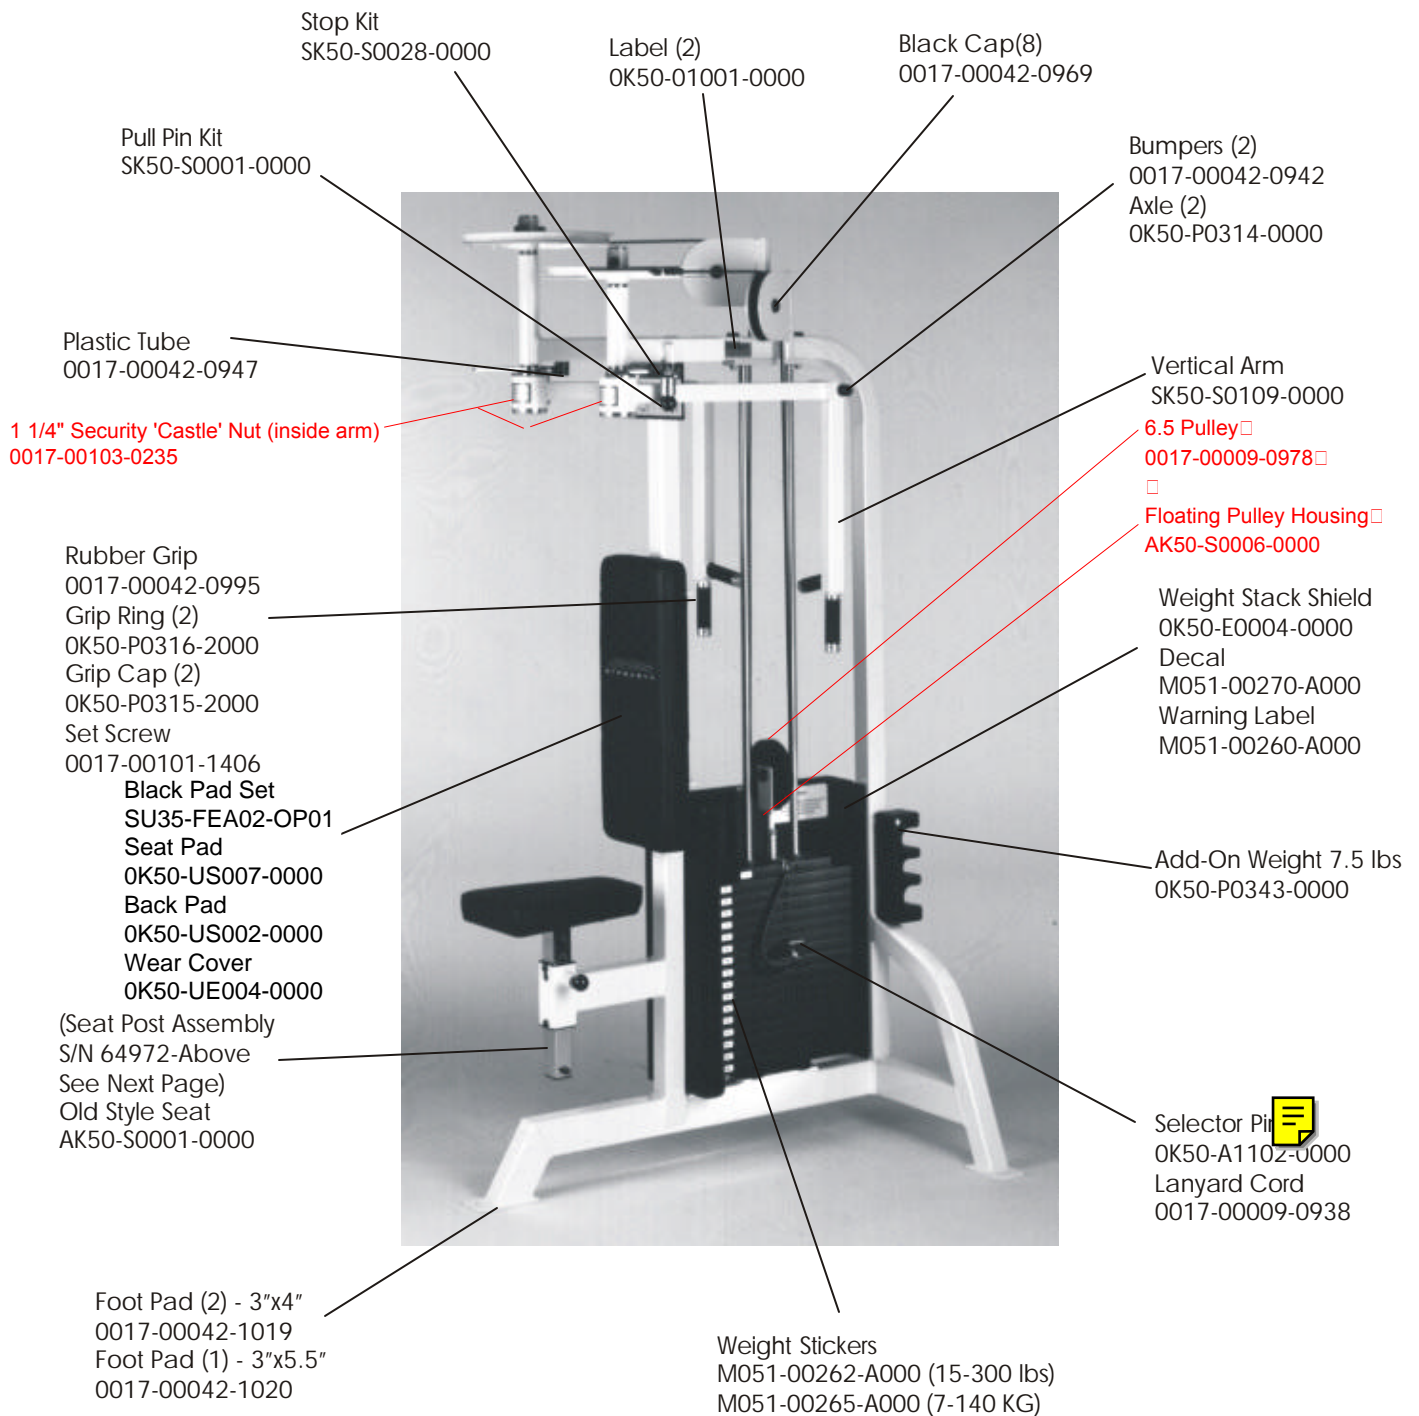 Stop Kit
SK50-S0028-0000
Label (2)
0K50-01001-0000
Black Cap(8)
0017-00042-0969
Pull Pin Kit
SK50-S0001-0000
Bumpers (2)
0017-00042-0942
Axle (2)
0K50-P0314-0000
Plastic Tube
0017-00042-0947
Vertical Arm
SK50-S0109-0000
1 1/4" Security 'Castle' Nut (inside arm)
0017-00103-0235
6.5 Pulley
0017-00009-0978
Floating Pulley Housing
AK50-S0006-0000
Rubber Grip
0017-00042-0995
Grip Ring (2)
0K50-P0316-2000
Grip Cap (2)
0K50-P0315-2000
Set Screw
0017-00101-1406
Weight Stack Shield
0K50-E0004-0000
Decal
M051-00270-A000
Warning Label
M051-00260-A000
Black Pad Set
SU35-FEA02-OP01
Seat Pad
0K50-US007-0000
Back Pad
0K50-US002-0000
Wear Cover
0K50-UE004-0000
Add-On Weight 7.5 lbs
0K50-P0343-0000
(Seat Post Assembly
S/N 64972-Above
See Next Page)
Old Style Seat
AK50-S0001-0000
Selector
0K50-A1102-0000
Lanyard Cord
0017-00009-0938
Foot Pad (2) - 3"x4"
0017-00042-1019
Foot Pad (1) - 3"x5.5"
0017-00042-1020
Weight Stickers
M051-00262-A000 (15-300 lbs)
M051-00265-A000 (7-140 KG)